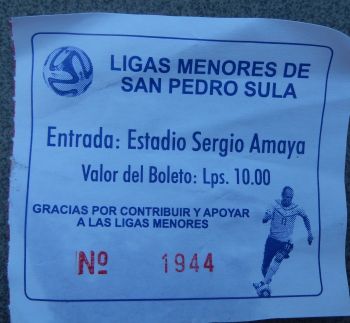 LIGAS MENORES DE
SAN PEDRO SULA
Entrada: Estadio Sergio Amaya
Valor del Boleto: Lps. 10.00
GRACIAS POR CONTRIBUIR Y APOYAR
A LAS LIGAS MENORES
Nº 1944